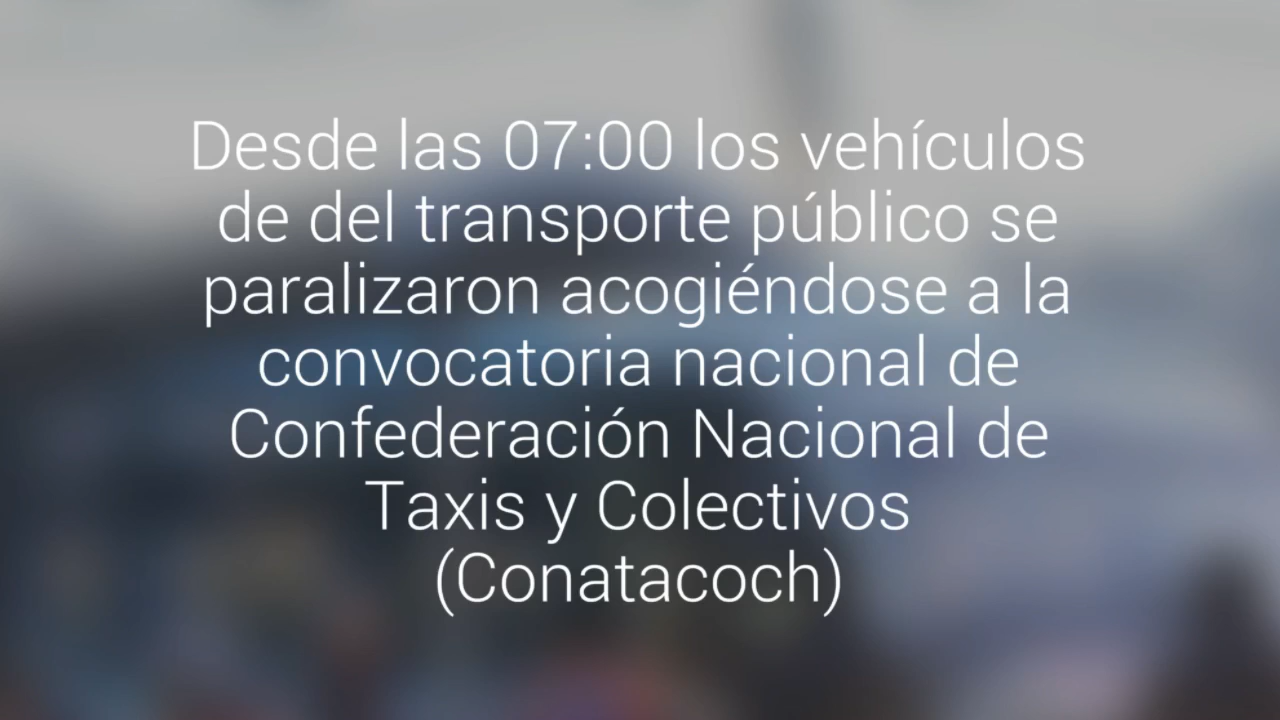 Desde las 07:00 los vehículos
de del transporte público se
paralizaron acogiéndose a la
convocatoria nacional de
Confederación Nacional de
Taxis y Colectivos
(Conatacoch)